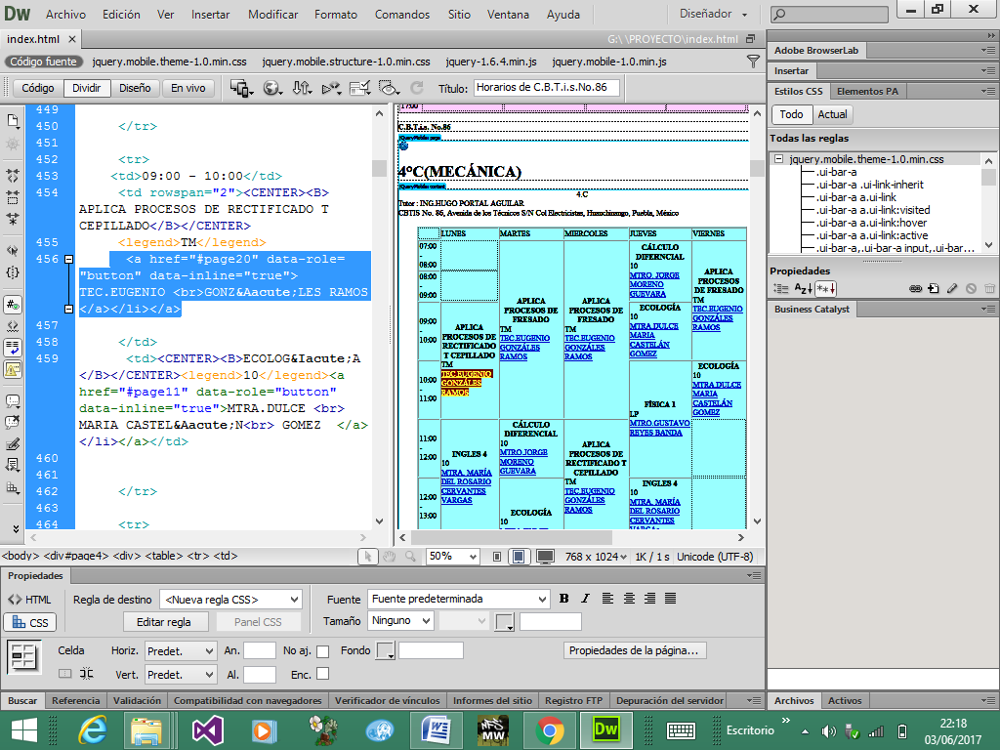 Dw Archivo Edición Ver Insertar Modificar Formato Comandos Sitio Ventana Ayuda Diseñador
index.html × G:\ \PROYECTO\index.html
Código fuente jquery.mobile.theme-1.0.min.css jquery.mobile.structure-1.0.min.css jquery-1.6.4.min.js jquery.mobile-1.0.min.js
Código Dividir Diseño En vivo Título: Horarios de C.B.T.i.s.No.86
449
450 </tr>
451
452 <tr>
453 <td>09:00 - 10:00</td>
454 <td rowspan="2"><CENTER><B>
APLICA PROCESOS DE RECTIFICADO T
CEPILLADO</B></CENTER>
455 <legend>TM</legend>
456 <a href="#page20" data-role=
"button" data-inline="true">
TEC.EUGENIO <br>GONZ&Aacute;LES RAMOS
</a></li></a>
457
458 </td>
459 <td><CENTER><B>ECOLOG&Iacute;A
</B></CENTER><legend>10</legend><a
href="#page11" data-role="button"
data-inline="true">MTRA.DULCE <br>
MARIA CASTEL&Aacute;N<br> GOMEZ </a>
</li></a></td>
460
461
462 </tr>
463
464 <tr>
17:00
C.B.T.i.s. No.86
4°C(MECÁNICA)
4.C
Tutor : ING.HUGO PORTAL AGUILAR
CBTIS No. 86, Avenida de los Técnicos S/N Col Electricistas, Huauchinango, Puebla, México
LUNES MARTES MIERCOLES JUEVES VIERNES
07:00
-
08:00
CÁLCULO
DIFERNCIAL
10
MTRO. JORGE
MORENO
GUEVARA
08:00
-
09:00
APLICA
PROCESOS DE
FRESADO
TM
TEC.EUGENIO
GONZÁLES
RAMOS
APLICA
PROCESOS DE
FRESADO
TM
TEC.EUGENIO
GONZÁLES
RAMOS
APLICA
PROCESOS DE
FRESADO
TM
TEC.EUGENIO
GONZÁLES
RAMOS
09:00
-
10:00
APLICA
PROCESOS DE
RECTIFICADO
T CEPILLADO
TM
TEC.EUGENIO
GONZÁLES
RAMOS
ECOLOGÍA
10
MTRA.DULCE
MARIA
CASTELÁN
GOMEZ
10:00
-
11:00
FÍSICA 1
LP
MTRO.GUSTAVO
REYES BANDA
ECOLOGÍA
10
MTRA.DULCE
MARIA
CASTELÁN
GOMEZ
11:00
-
12:00
INGLES 4
10
MTRA. MARÍA
DEL ROSARIO
CERVANTES
VARGAS
CÁLCULO
DIFERENCIAL
10
MTRO.JORGE
MORENO
GUEVARA
APLICA
PROCESOS DE
RECTIFICADO T
CEPILLADO
TM
TEC.EUGENIO
GONZÁLES
RAMOS
12:00
-
13:00
ECOLOGÍA
10
INGLES 4
10
MTRA. MARÍA
DEL ROSARIO
CERVANTES
<body> <div#page4> <div> <table> <tr> <td> 50% 768 x 1024 1K / 1 s Unicode (UTF-8)
Propiedades
<> HTML Regla de destino <Nueva regla CSS> Fuente Fuente predeterminada B I
CSS Editar regla Panel CSS Tamaño Ninguno
Celda Horiz. Predet. An. No aj. Fondo Propiedades de la página...
Vert. Predet. Al. Enc.
Buscar Referencia Validación Compatibilidad con navegadores Verificador de vínculos Informes del sitio Registro FTP Depuración del servidor
Adobe BrowserLab
Insertar
Estilos CSS Elementos PA
Todo Actual
Todas las reglas
jquery.mobile.theme-1.0.min.css
.ui-bar-a
.ui-bar-a .ui-link-inherit
.ui-bar-a .ui-link
.ui-bar-a .ui-link:visited
.ui-bar-a .ui-link:hover
.ui-bar-a .ui-link:active
.ui-bar-a,.ui-bar-a input,.ui-bar...
Propiedades
Business Catalyst
Archivos Activos
Escritorio » 22:18
03/06/2017